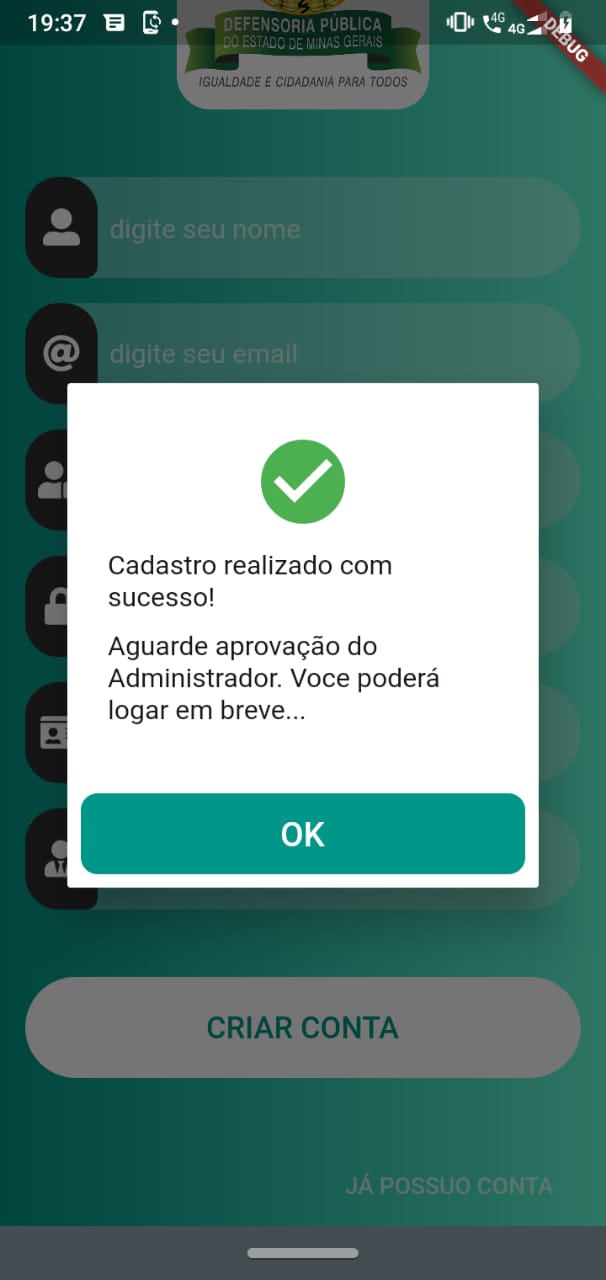 19:37
4G
4G
DEBUG
DEFENSORIA PÚBLICA
DO ESTADO DE MINAS GERAIS
IGUALDADE E CIDADANIA PARA TODOS
digite seu nome
digite seu email
Cadastro realizado com
sucesso!
Aguarde aprovação do
Administrador. Voce poderá
logar em breve...
OK
CRIAR CONTA
JÁ POSSUO CONTA